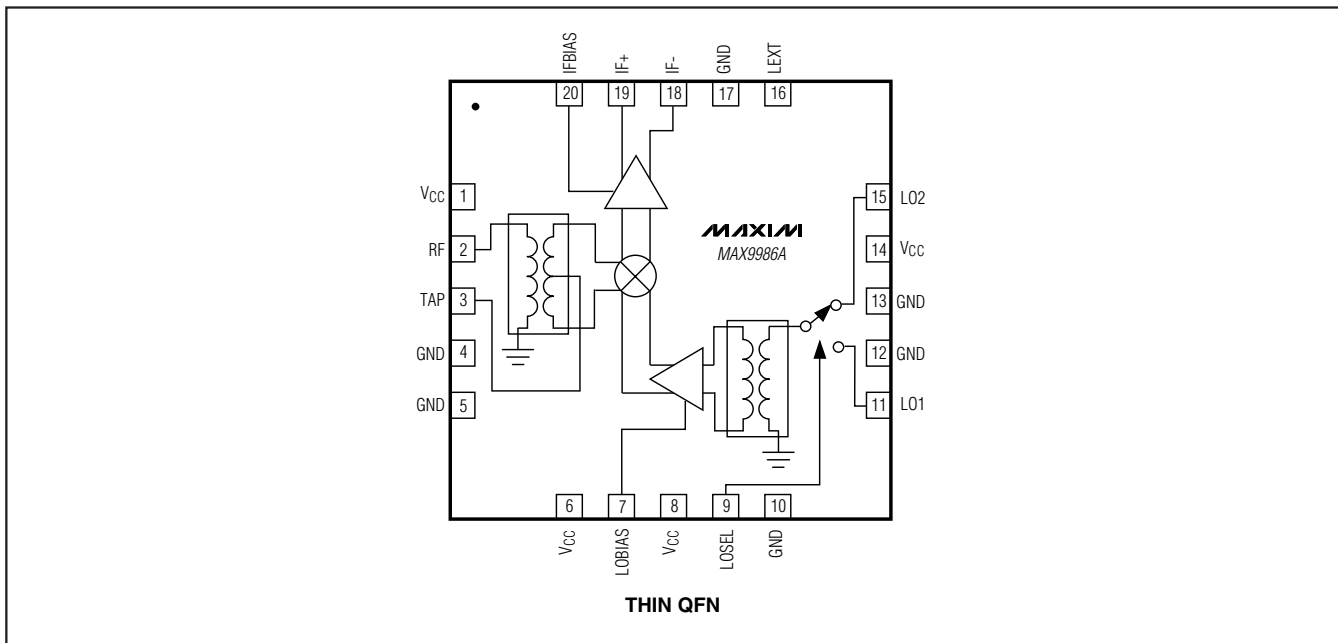 IFBIAS
IF+
IF-
GND
LEXT
20
19
18
17
16
VCC 1
RF 2
TAP 3
GND 4
GND 5
MAXIM
MAX9986A
15 LO2
14 VCC
13 GND
12 GND
11 LO1
6
7
8
9
10
VCC
LOBIAS
VCC
LOSEL
GND
THIN QFN